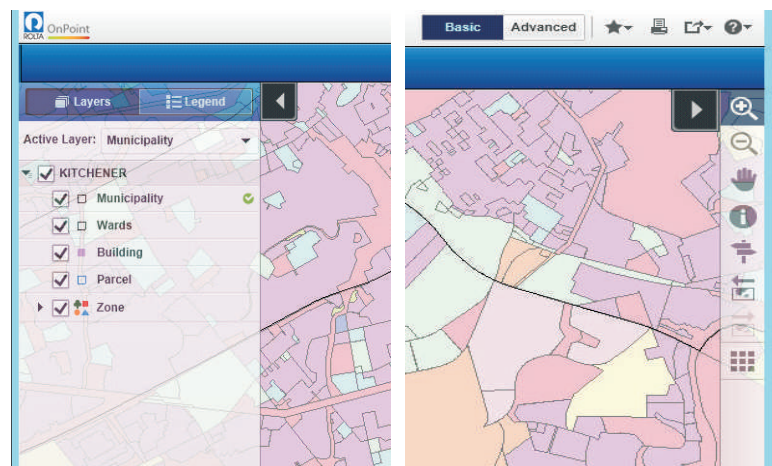 ROLTA OnPoint
Basic Advanced
Layers Legend
Active Layer: Municipality
KITCHENER
Municipality
Wards
Building
Parcel
Zone